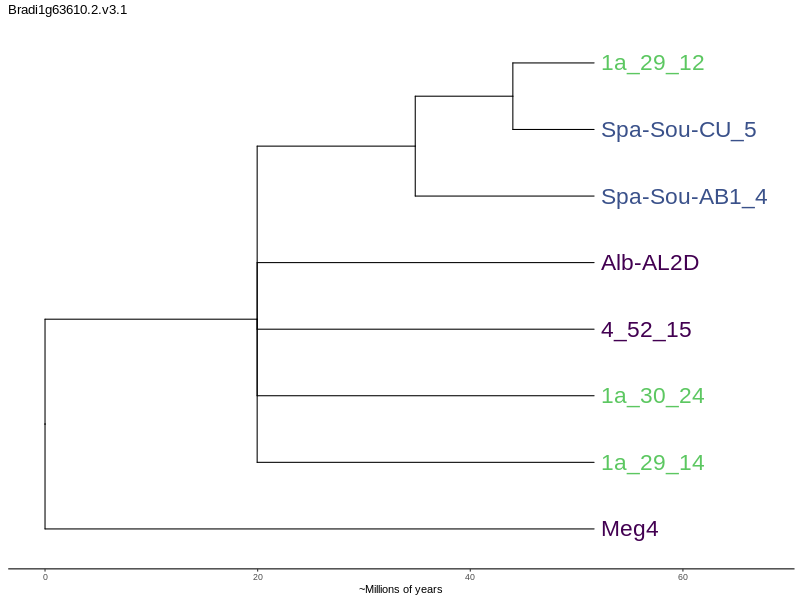 Bradi1g63610.2.v3.1
1a_29_12
Spa-Sou-CU_5
Spa-Sou-AB1_4
Alb-AL2D
4_52_15
1a_30_24
1a_29_14
Meg4
0 20 40 60
~Millions of years